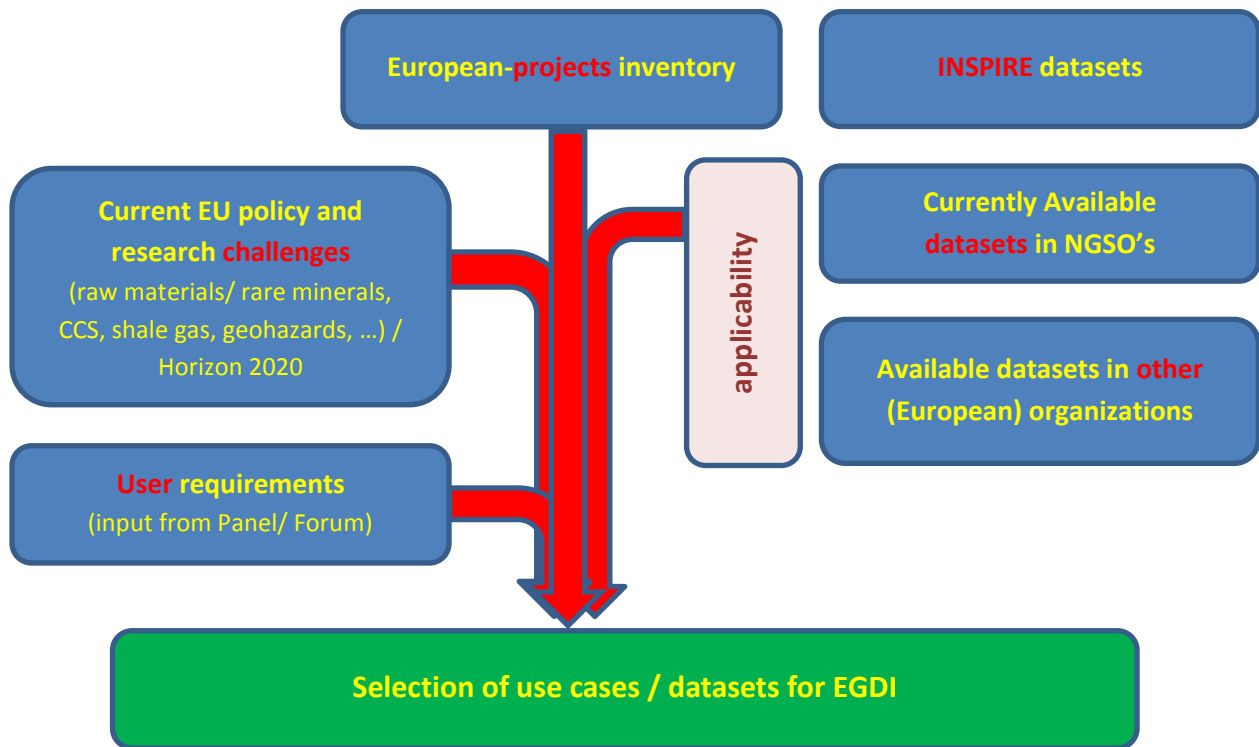 European-projects inventory
INSPIRE datasets
Current EU policy and
research challenges
(raw materials/ rare minerals,
CCS, shale gas, geohazards, …) /
Horizon 2020
applicability
Currently Available
datasets in NGSO’s
Available datasets in other
(European) organizations
User requirements
(input from Panel/ Forum)
Selection of use cases / datasets for EGDI